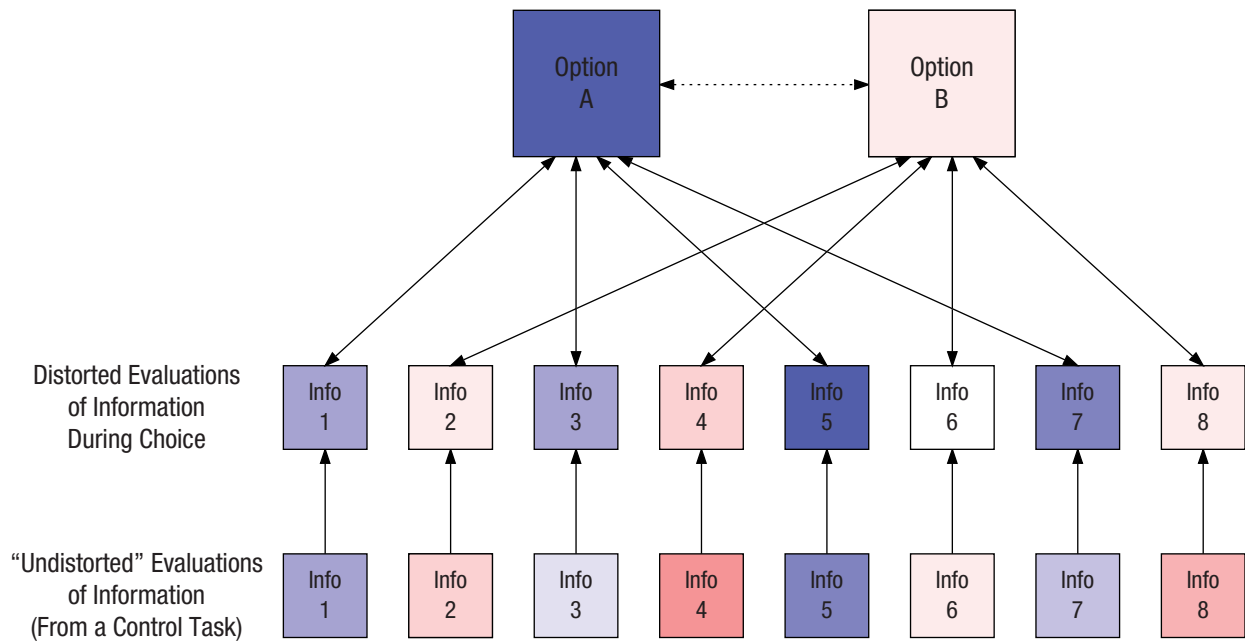 Option
A
Option
B
Distorted Evaluations
of Information
During Choice
Info
1
Info
2
Info
3
Info
4
Info
5
Info
6
Info
7
Info
8
“Undistorted” Evaluations
of Information
(From a Control Task)
Info
1
Info
2
Info
3
Info
4
Info
5
Info
6
Info
7
Info
8